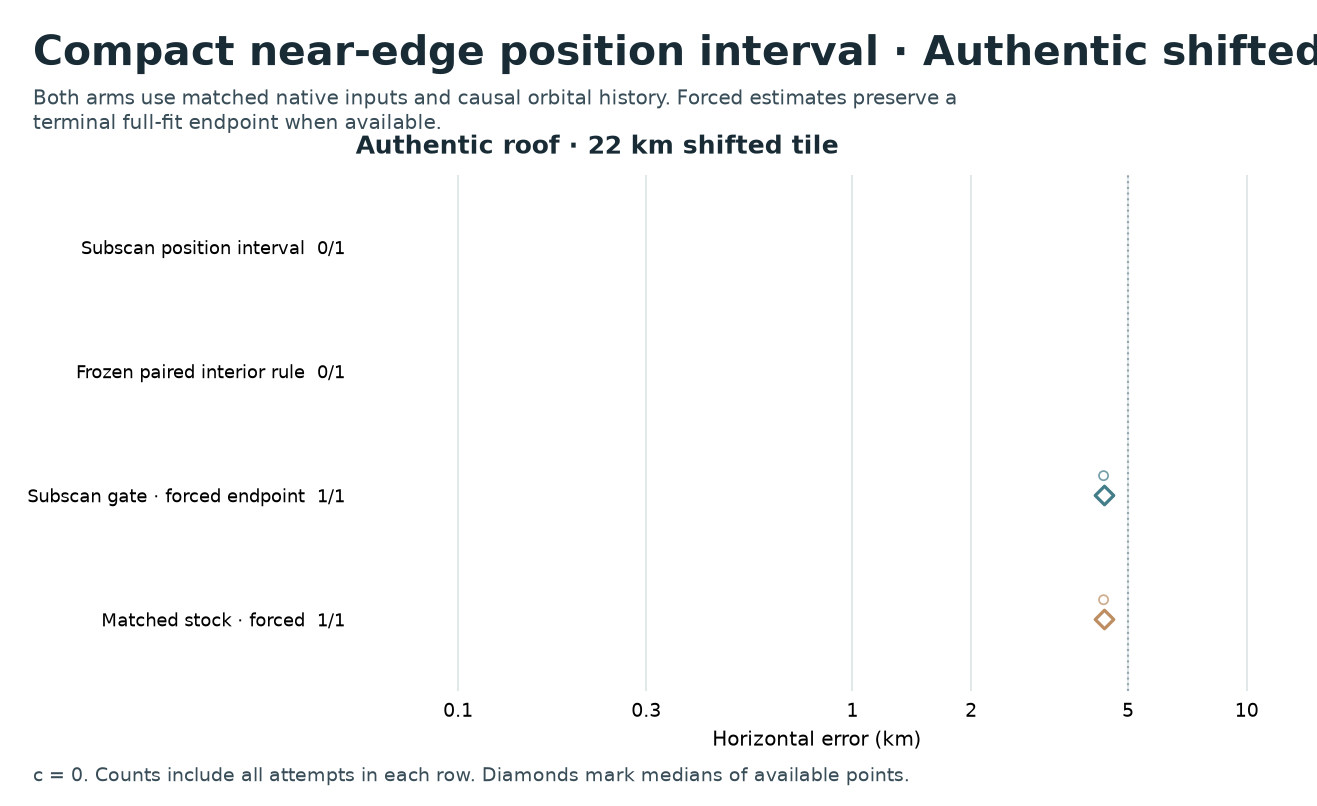 Compact near-edge position interval · Authentic shifted
Both arms use matched native inputs and causal orbital history. Forced estimates preserve a
terminal full-fit endpoint when available.
Authentic roof · 22 km shifted tile
Subscan position interval 0/1
Frozen paired interior rule 0/1
Subscan gate · forced endpoint 1/1
Matched stock · forced 1/1
0.1 0.3 1 2 5 10
Horizontal error (km)
c = 0. Counts include all attempts in each row. Diamonds mark medians of available points.